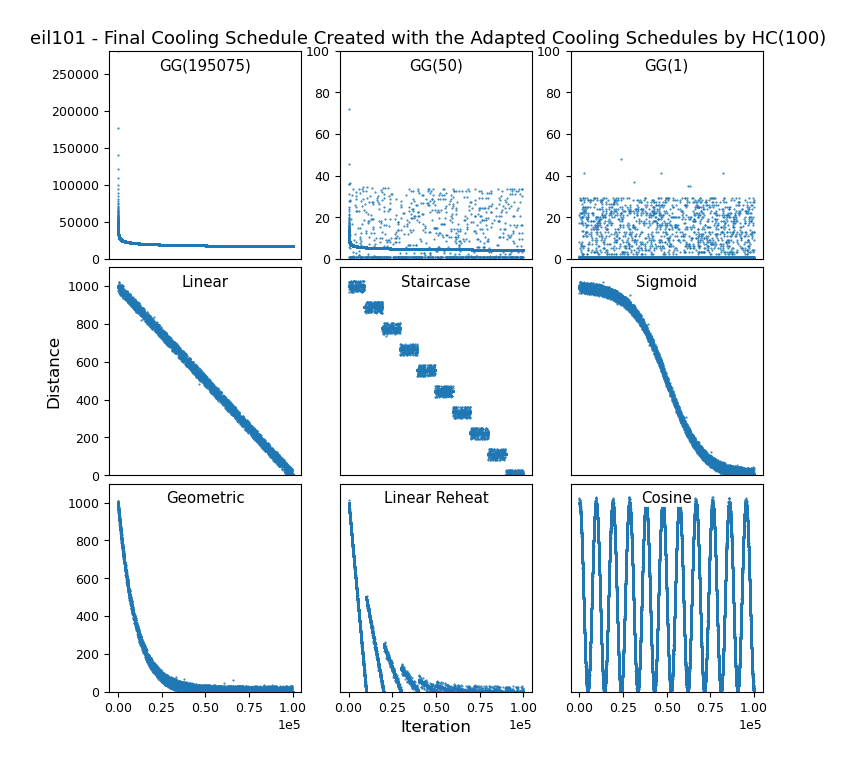 eil101 - Final Cooling Schedule Created with the Adapted Cooling Schedules by HC(100)
GG(195075)
GG(50)
GG(1)
250000
200000
150000
100000
50000
0
100
80
60
40
20
0
100
80
60
40
20
0
Linear
Staircase
Sigmoid
1000
800
600
400
200
0
Distance
Geometric
Linear Reheat
Cosine
1000
800
600
400
200
0
0.00 0.25 0.50 0.75 1.00
1e5
0.00 0.25 0.50 0.75 1.00
1e5
0.00 0.25 0.50 0.75 1.00
1e5
Iteration